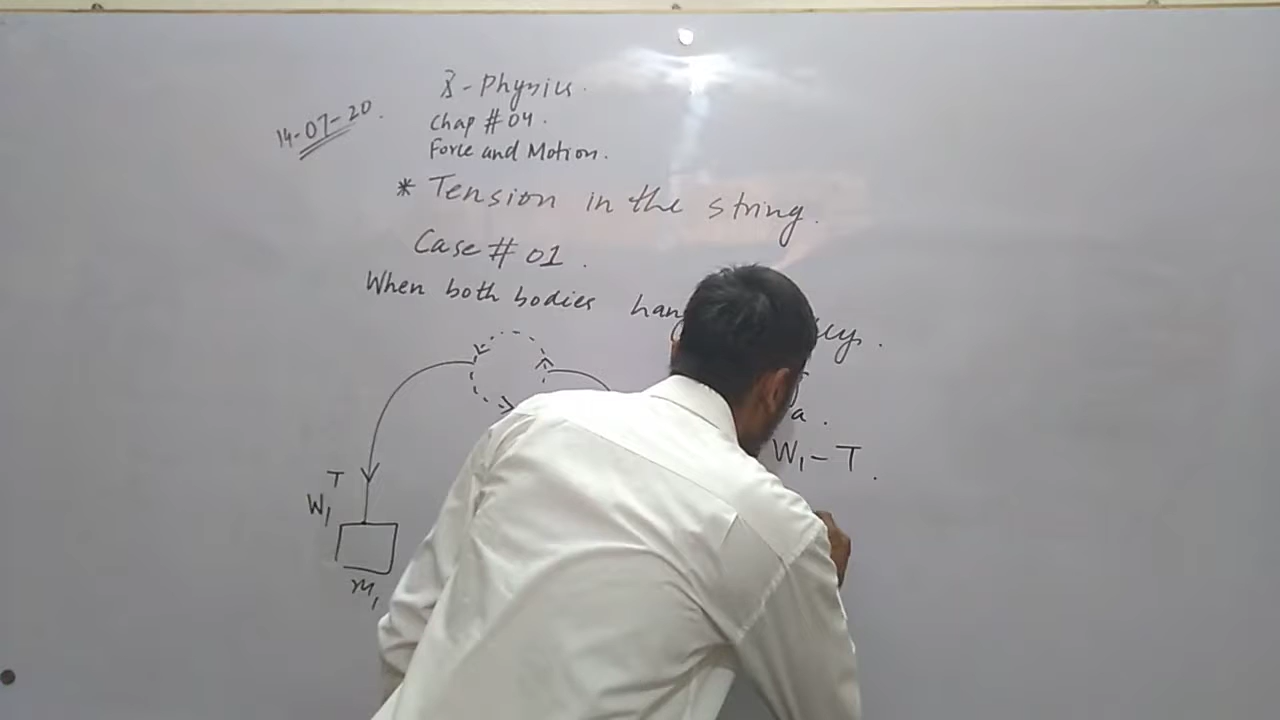 14-07-20.
X-Physics.
Chap # 04.
Force and Motion.
* Tension in the string.
Case # 01.
When both bodies
a.
W₁ - T.
T
W₁
m₁